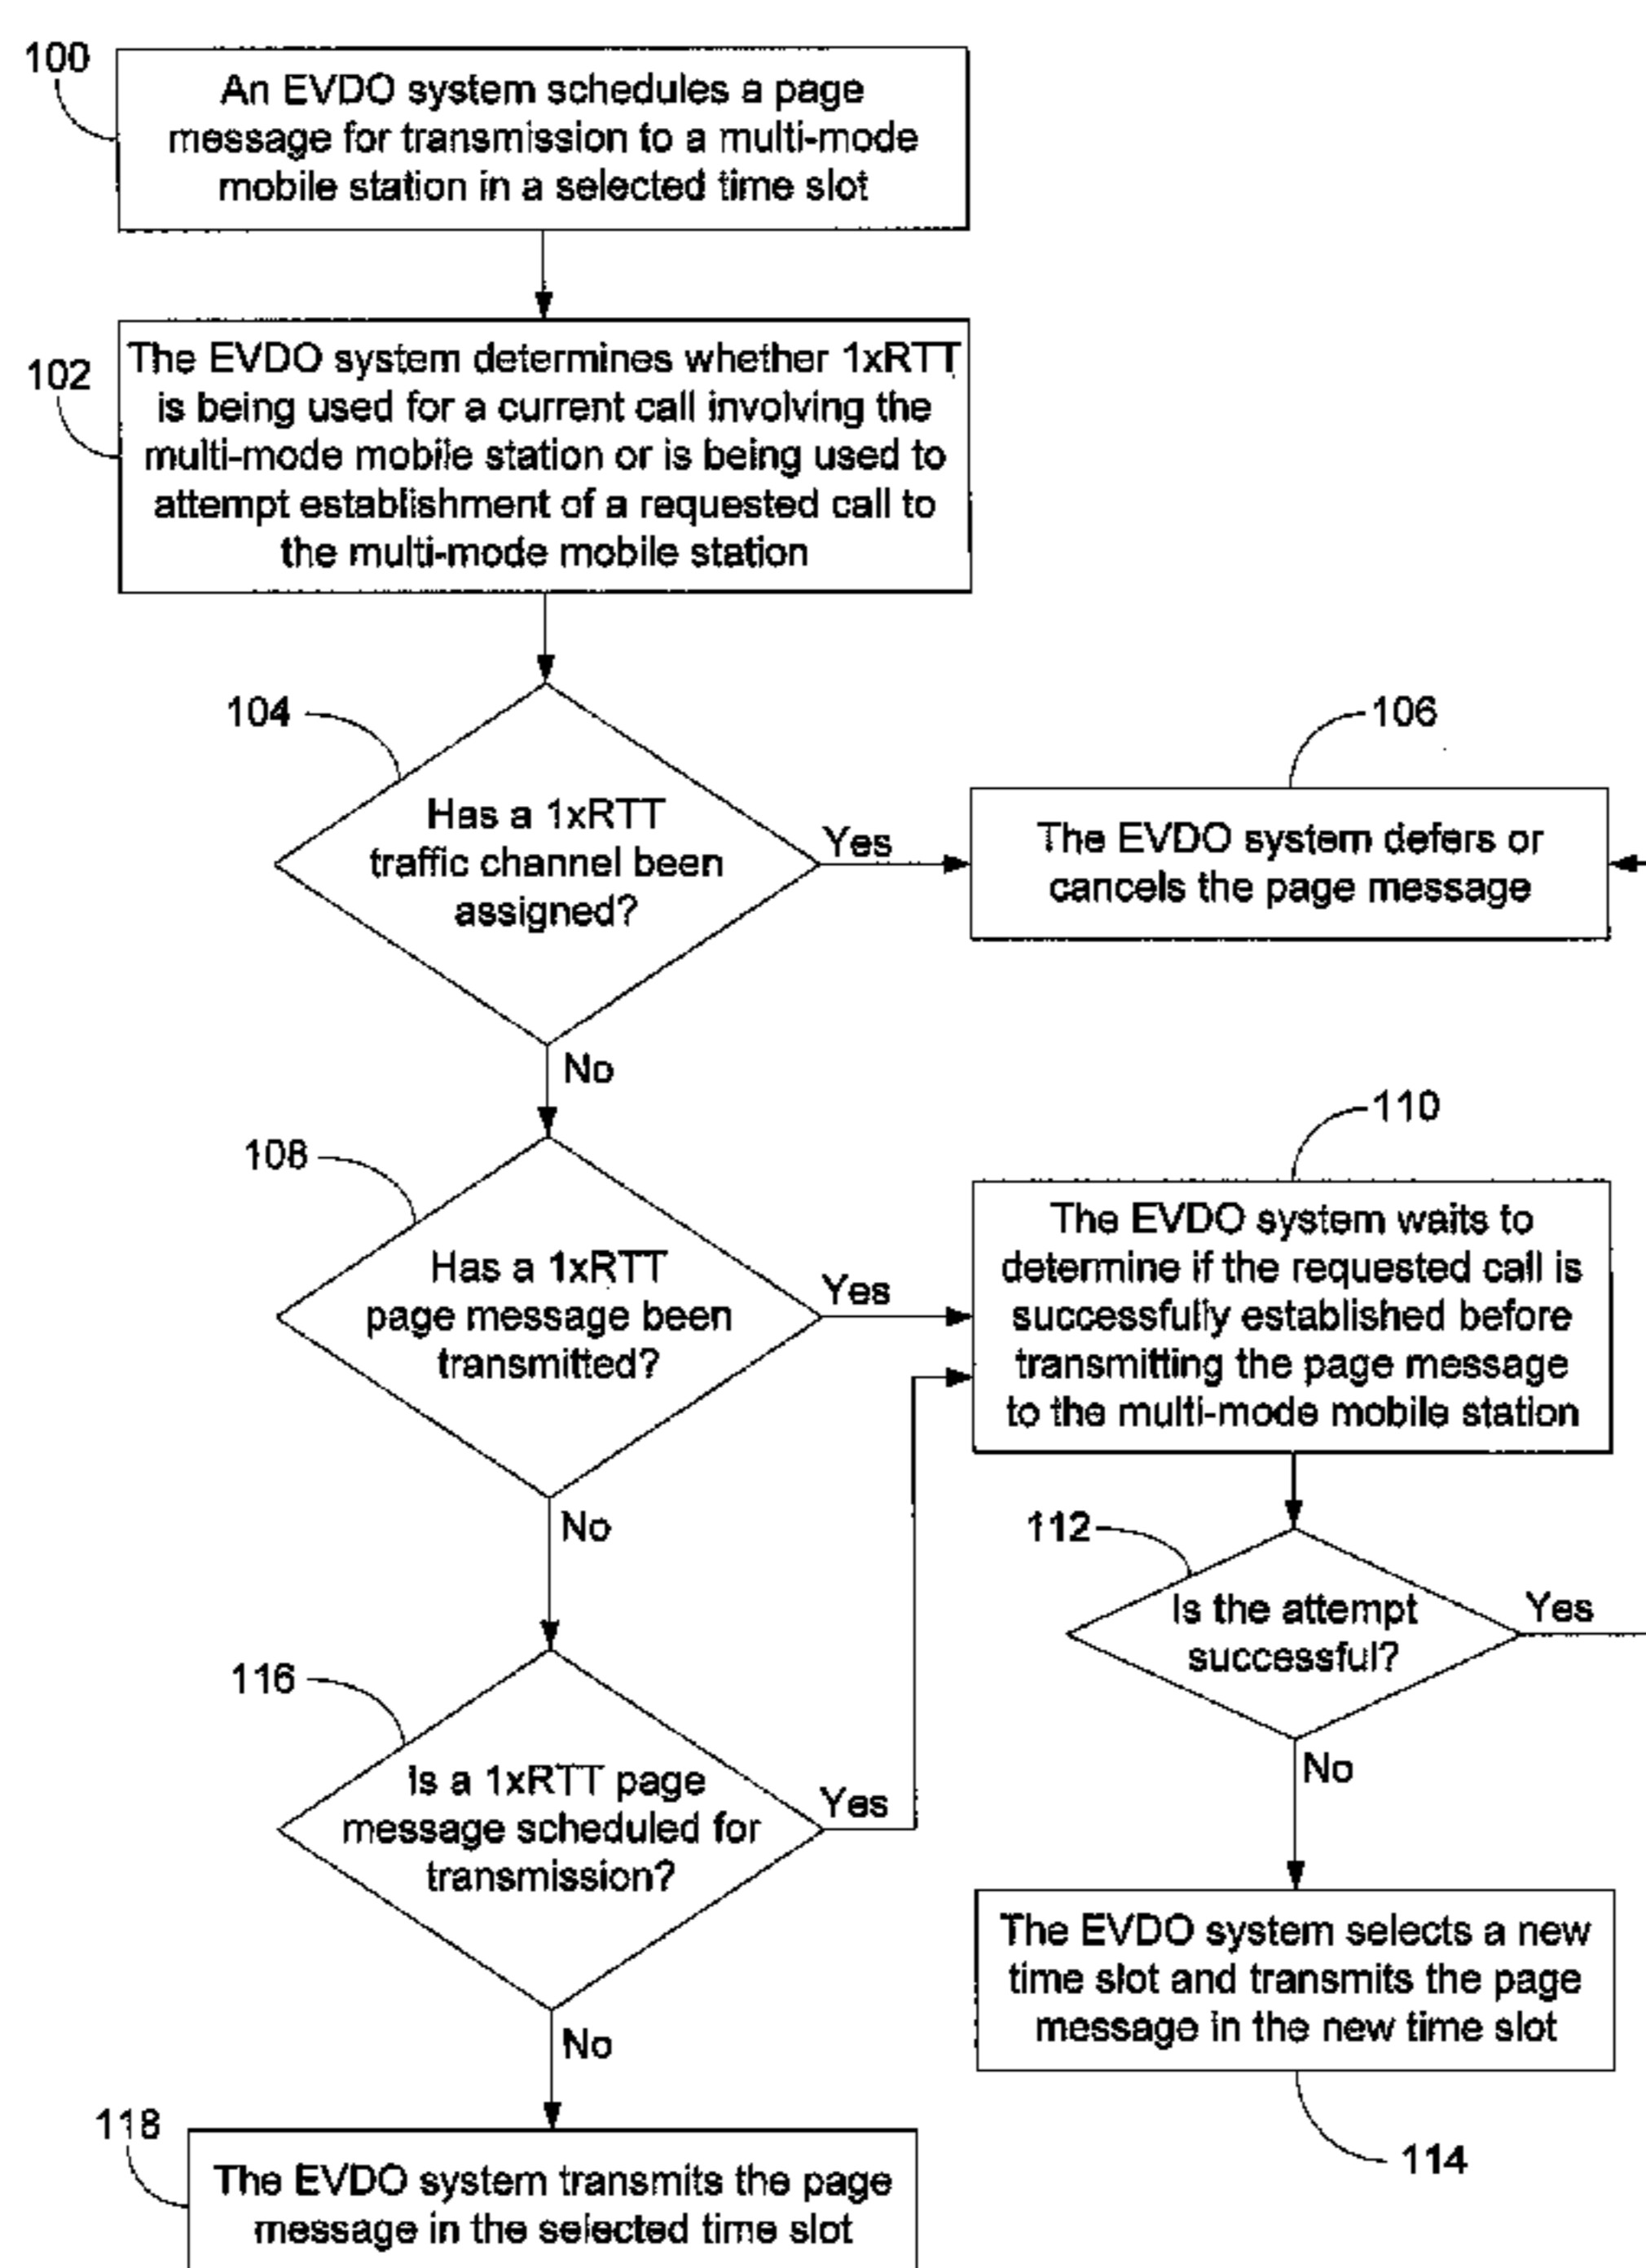 100
An EVDO system schedules a page
message for transmission to a multi-mode
mobile station in a selected time slot
102
The EVDO system determines whether 1xRTT
is being used for a current call involving the
multi-mode mobile station or is being used to
attempt establishment of a requested call to
the multi-mode mobile station
104
Has a 1xRTT
traffic channel been
assigned?
Yes
106
The EVDO system defers or
cancels the page message
No
108
Has a 1xRTT
page message been
transmitted?
Yes
110
The EVDO system waits to
determine if the requested call is
successfully established before
transmitting the page message
to the multi-mode mobile station
No
112
Is the attempt
successful?
Yes
116
Is a 1xRTT page
message scheduled for
transmission?
Yes
No
The EVDO system selects a new
time slot and transmits the page
message in the new time slot
114
No
118
The EVDO system transmits the page
message in the selected time slot